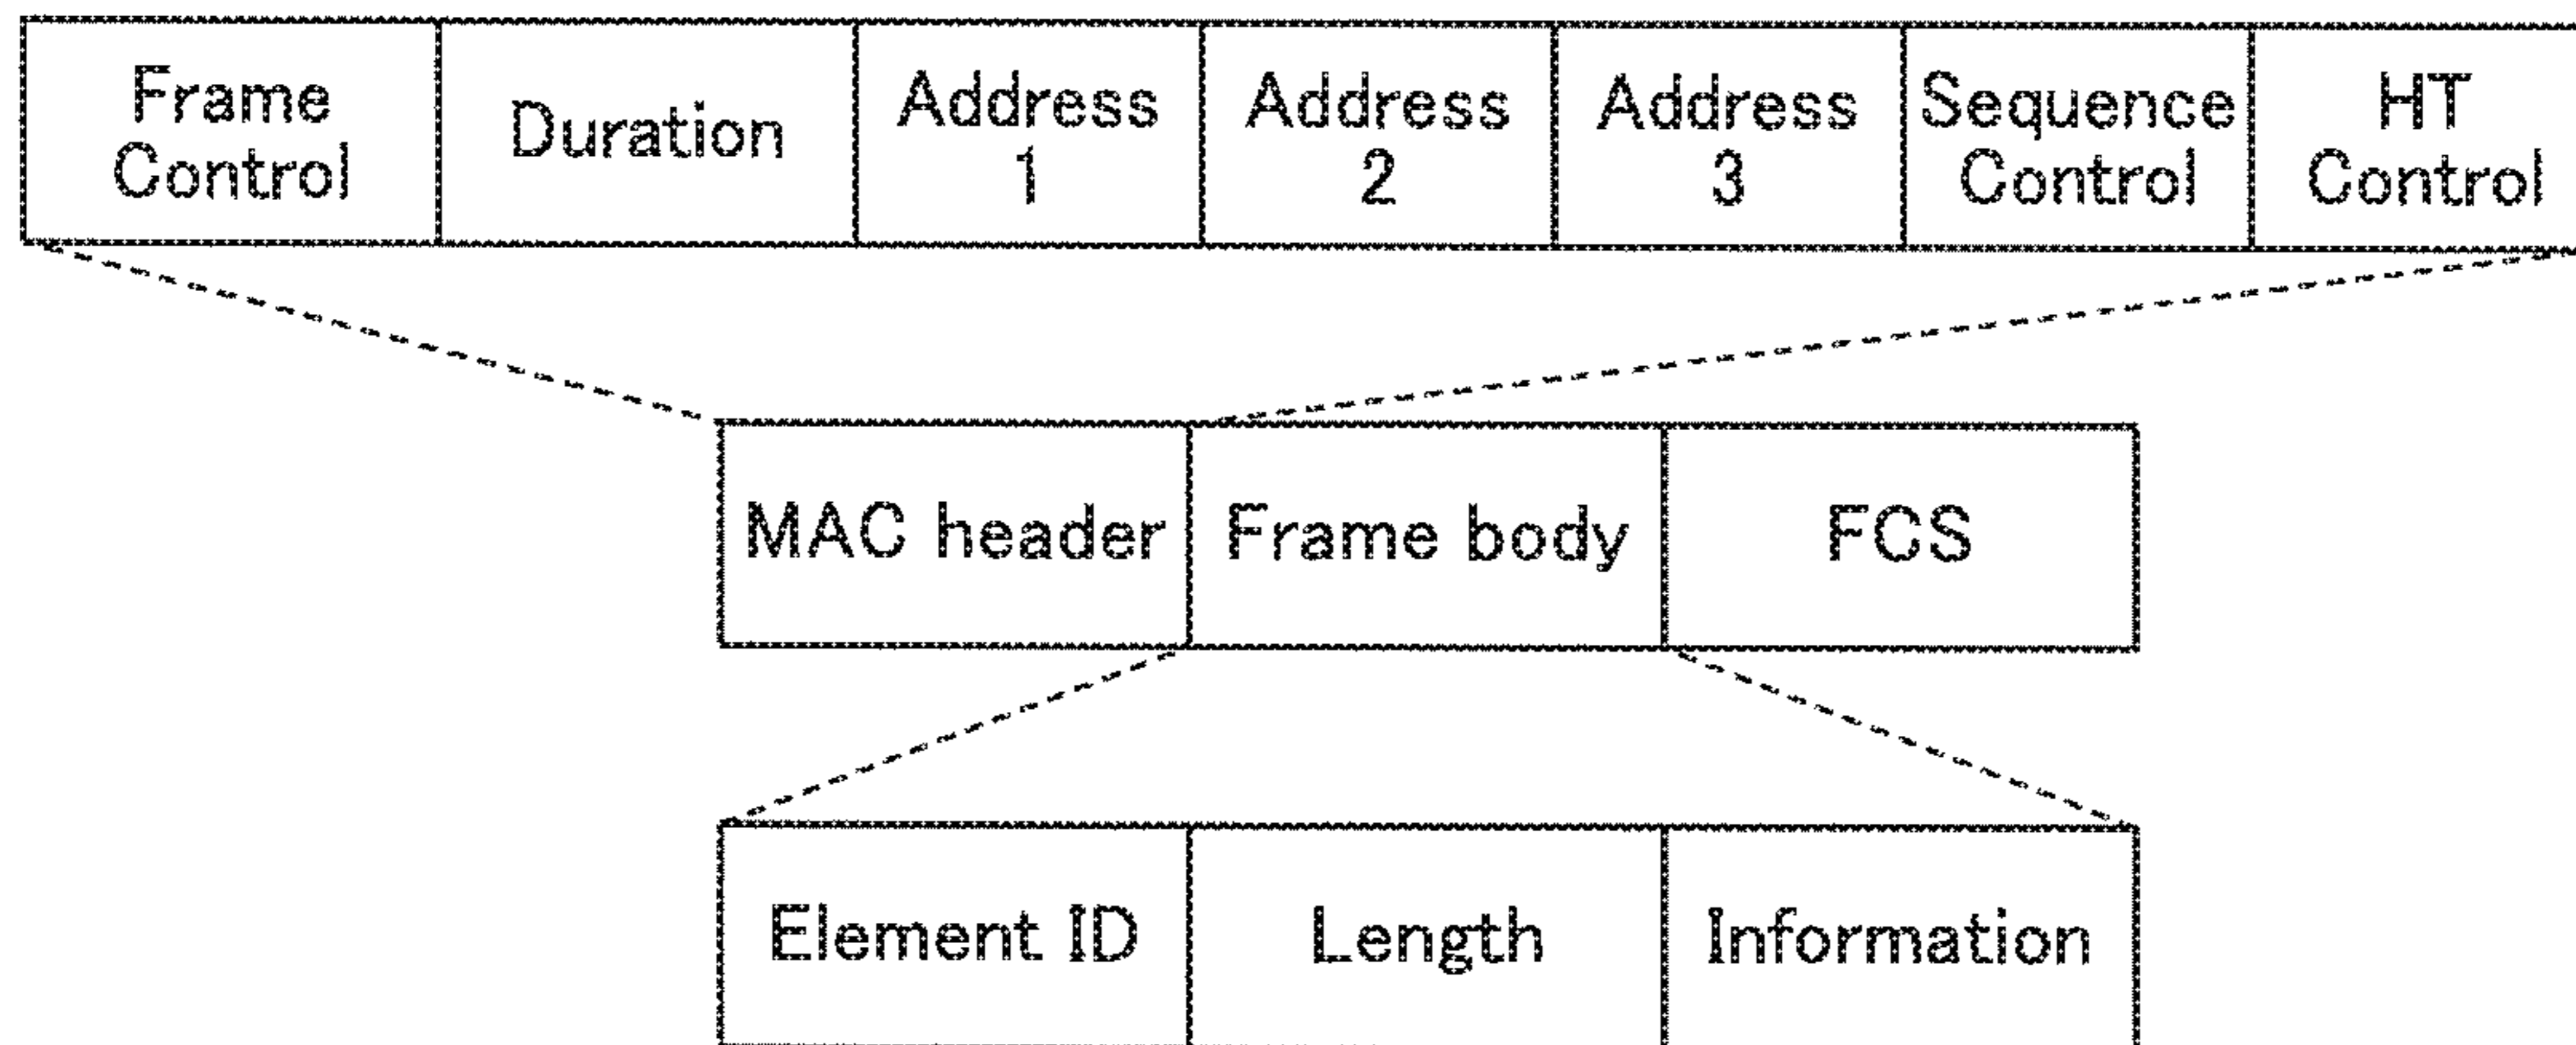 Frame Control
Duration
Address 1
Address 2
Address 3
Sequence Control
HT Control
MAC header
Frame body
FCS
Element ID
Length
Information